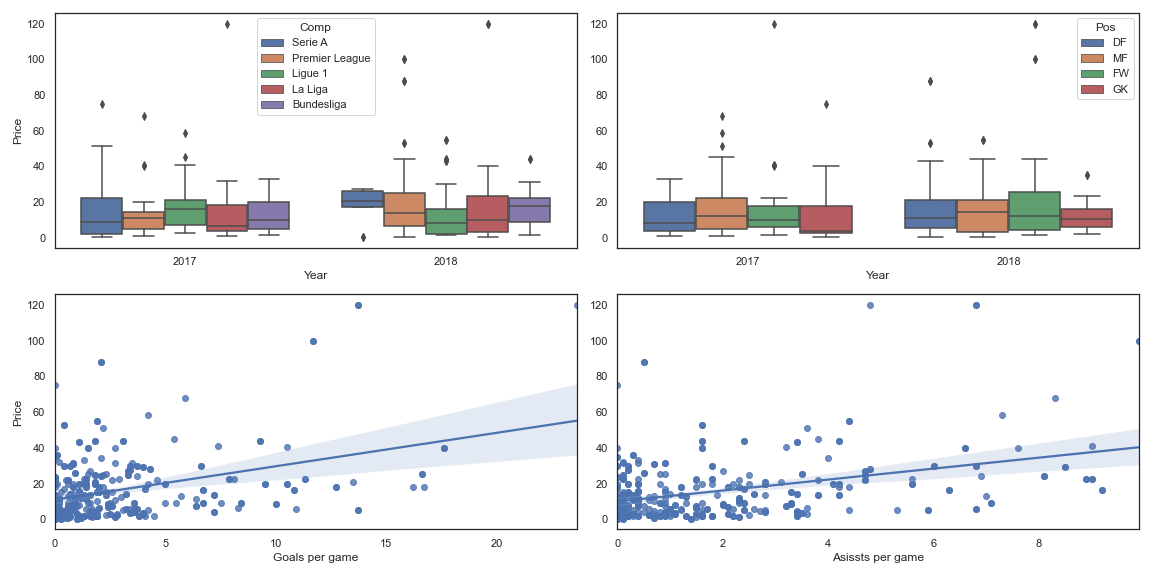 120
100
80
60
40
20
0
Price
Comp
Serie A
Premier League
Ligue 1
La Liga
Bundesliga
2017
2018
Year
120
100
80
60
40
20
0
Pos
DF
MF
FW
GK
2017
2018
Year
120
100
80
60
40
20
0
Price
0
5
10
15
20
Goals per game
120
100
80
60
40
20
0
0
2
4
6
8
Asissts per game